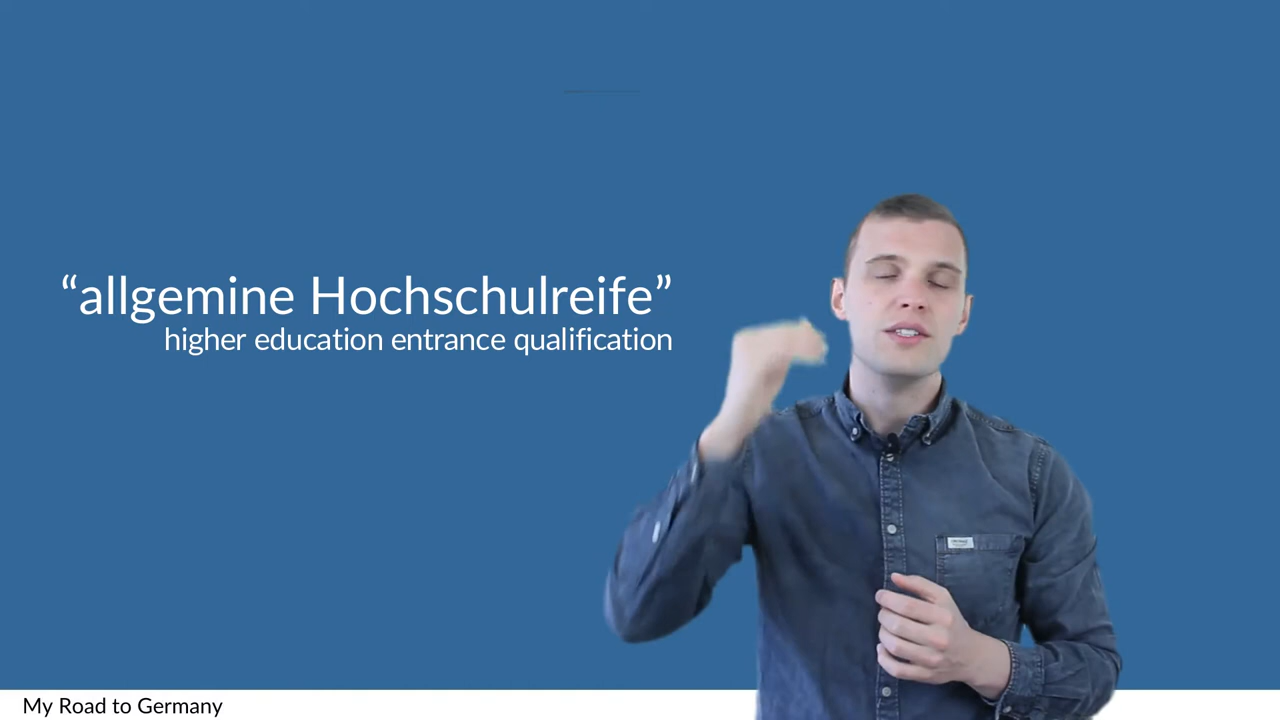 “allgemine Hochschulreife”
higher education entrance qualification
My Road to Germany